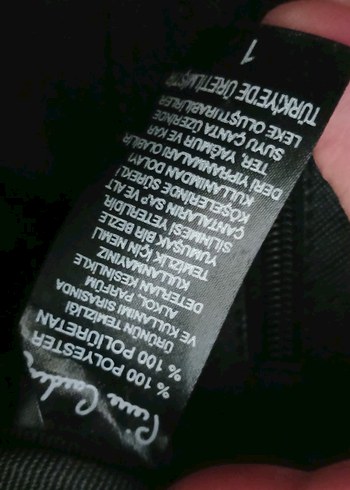 Pierre Cardin
% 100 POLYESTER
% 100 POLİÜRETAN
ÜRÜNÜN TEMİZLİĞİ
VE KULLANIMI SIRASINDA
ALKOL, PARFÜM
DETERJAN KESİNLİKLE
KULLANMAYINIZ
TEMİZLİK İÇİN NEMLİ
YUMUŞAK BİR BEZLE
SİLİNMESİ YETERLİDİR.
ÇANTALARIN SAP VE ALT
KÖŞELERİNDE SÜREKLİ
KULLANIMDAN DOLAYI
DERİ YIPRANMALARI OLABİLİR
TER, YAĞMUR VE KAR
SUYU ÇANTA ÜZERİNDE
LEKE OLUŞTURABİLİRLER
TÜRKİYE'DE ÜRETİLMİŞTİR
1